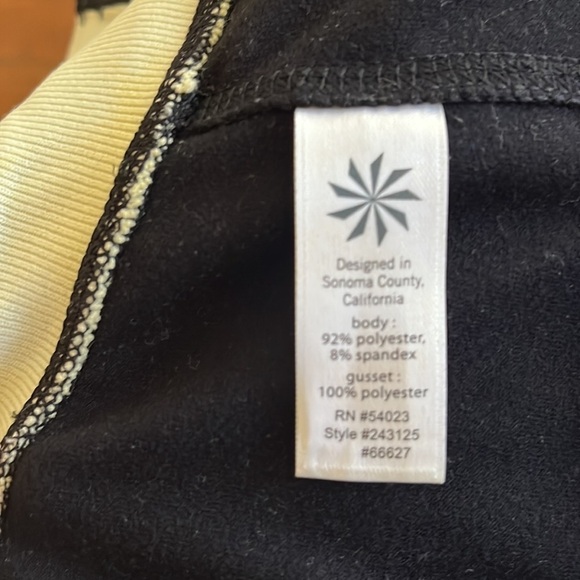 Designed in
Sonoma County,
California
body :
92% polyester,
8% spandex
gusset :
100% polyester
RN #54023
Style #243125
#66627